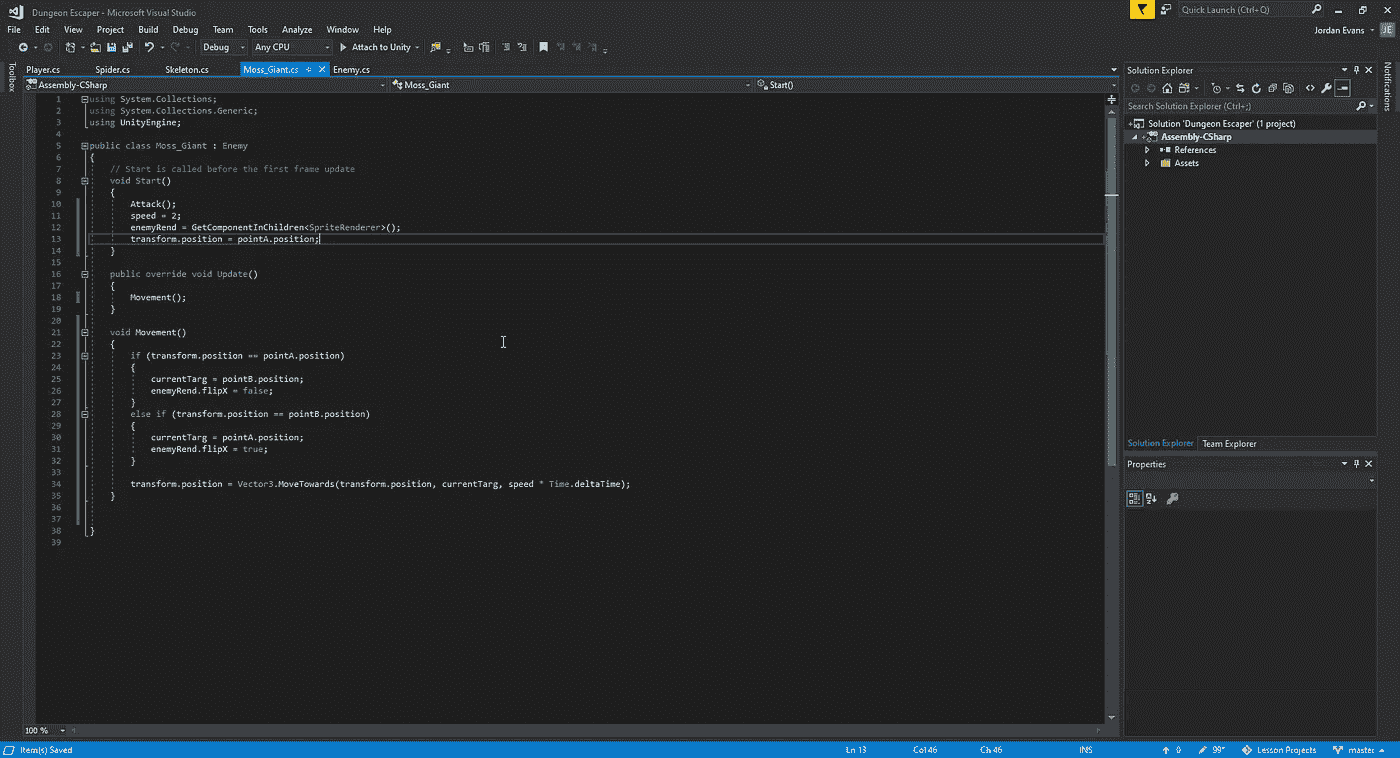 Dungeon Escaper - Microsoft Visual Studio
Quick Launch (Ctrl+Q)
File Edit View Project Build Debug Team Tools Analyze Window Help
Jordan Evans JE
Debug Any CPU Attach to Unity
Toolbox
Player.cs Spider.cs Skeleton.cs Moss_Giant.cs Enemy.cs
Assembly-CSharp Moss_Giant Start()
1 using System.Collections;
2 using System.Collections.Generic;
3 using UnityEngine;
4
5 public class Moss_Giant : Enemy
6 {
7 // Start is called before the first frame update
8 void Start()
9 {
10 Attack();
11 speed = 2;
12 enemyRend = GetComponentInChildren<SpriteRenderer>();
13 transform.position = pointA.position;
14 }
15
16 public override void Update()
17 {
18 Movement();
19 }
20
21 void Movement()
22 {
23 if (transform.position == pointA.position)
24 {
25 currentTarg = pointB.position;
26 enemyRend.flipX = false;
27 }
28 else if (transform.position == pointB.position)
29 {
30 currentTarg = pointA.position;
31 enemyRend.flipX = true;
32 }
33
34 transform.position = Vector3.MoveTowards(transform.position, currentTarg, speed * Time.deltaTime);
35 }
36
37
38 }
39
100 %
Solution Explorer
Search Solution Explorer (Ctrl+;)
Solution 'Dungeon Escaper' (1 project)
Assembly-CSharp
References
Assets
Solution Explorer Team Explorer
Properties
Notifications
Item(s) Saved Ln 13 Col 46 Ch 46 INS 0 99+ Lesson Projects master